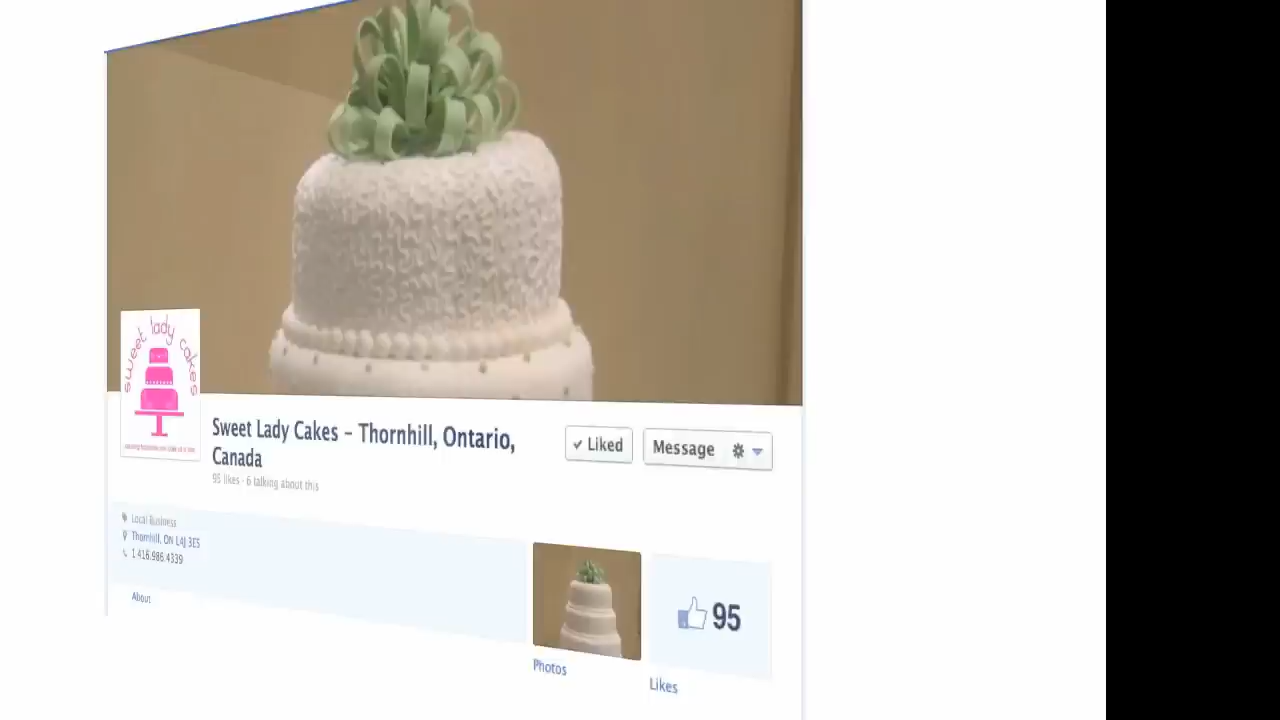 sweet lady cakes
Sweet Lady Cakes – Thornhill, Ontario,
Canada
95 likes · 6 talking about this
✓ Liked
Message
Local Business
Thornhill, ON L4J 3E5
1 416.986.4339
About
95
Photos
Likes